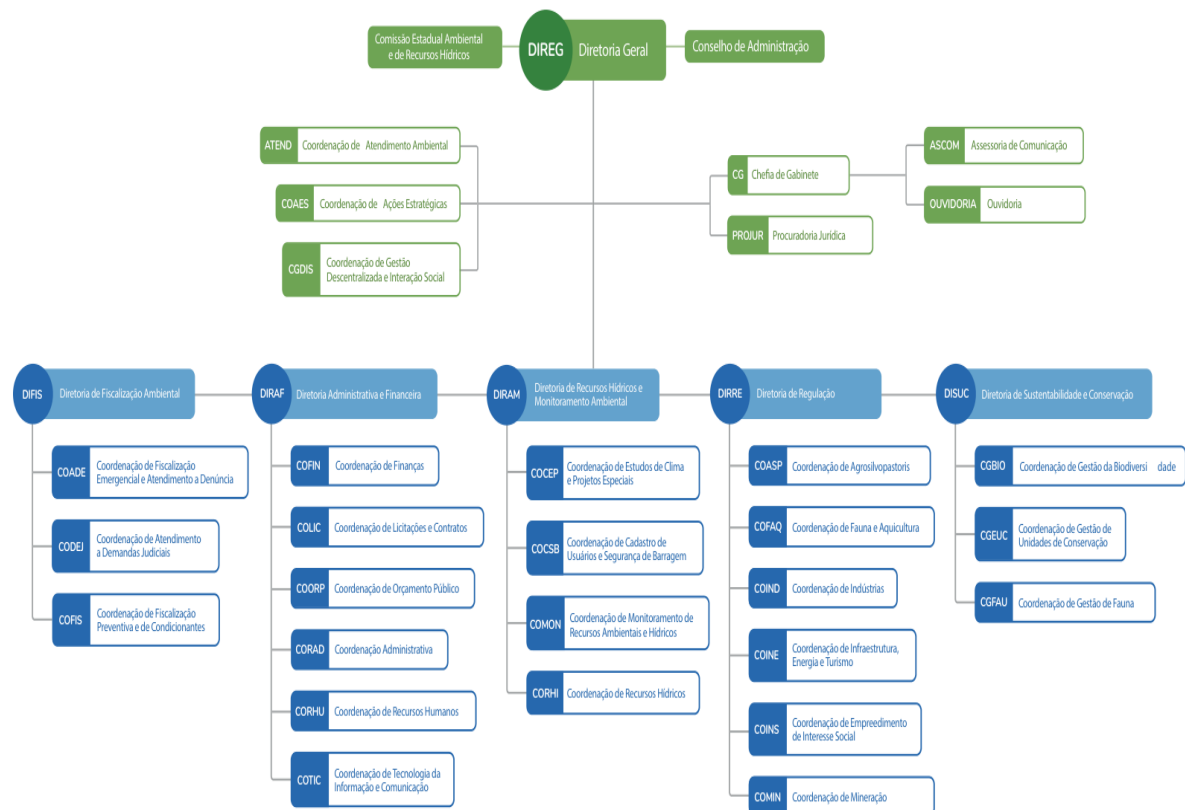 Comissão Estadual Ambiental
e de Recursos Hídricos
DIREG
Diretoria Geral
Conselho de Administração
ATEND
Coordenação de Atendimento Ambiental
COAES
Coordenação de Ações Estratégicas
CGDIS
Coordenação de Gestão
Descentralizada e Interação Social
CG
Chefia de Gabinete
PROJUR
Procuradoria Jurídica
ASCOM
Assessoria de Comunicação
OUVIDORIA
Ouvidoria
DIFIS
Diretoria de Fiscalização Ambiental
COADE
Coordenação de Fiscalização
Emergencial e Atendimento a Denúncia
CODEJ
Coordenação de Atendimento
a Demandas Judiciais
COFIS
Coordenação de Fiscalização
Preventiva e de Condicionantes
DIRAF
Diretoria Administrativa e Financeira
COFIN
Coordenação de Finanças
COLIC
Coordenação de Licitações e Contratos
COORP
Coordenação de Orçamento Público
CORAD
Coordenação Administrativa
CORHU
Coordenação de Recursos Humanos
COTIC
Coordenação de Tecnologia da
Informação e Comunicação
DIRAM
Diretoria de Recursos Hídricos e
Monitoramento Ambiental
COCEP
Coordenação de Estudos de Clima
e Projetos Especiais
COCSB
Coordenação de Cadastro de
Usuários e Segurança de Barragem
COMON
Coordenação de Monitoramento de
Recursos Ambientais e Hídricos
CORHI
Coordenação de Recursos Hídricos
DIRRE
Diretoria de Regulação
COASP
Coordenação de Agrosilvopastoris
COFAQ
Coordenação de Fauna e Aquicultura
COIND
Coordenação de Indústrias
COINE
Coordenação de Infraestrutura,
Energia e Turismo
COINS
Coordenação de Empreedimento
de Interesse Social
COMIN
Coordenação de Mineração
DISUC
Diretoria de Sustentabilidade e Conservação
CGBIO
Coordenação de Gestão da Biodiversi dade
CGEUC
Coordenação de Gestão de
Unidades de Conservação
CGFAU
Coordenação de Gestão de Fauna